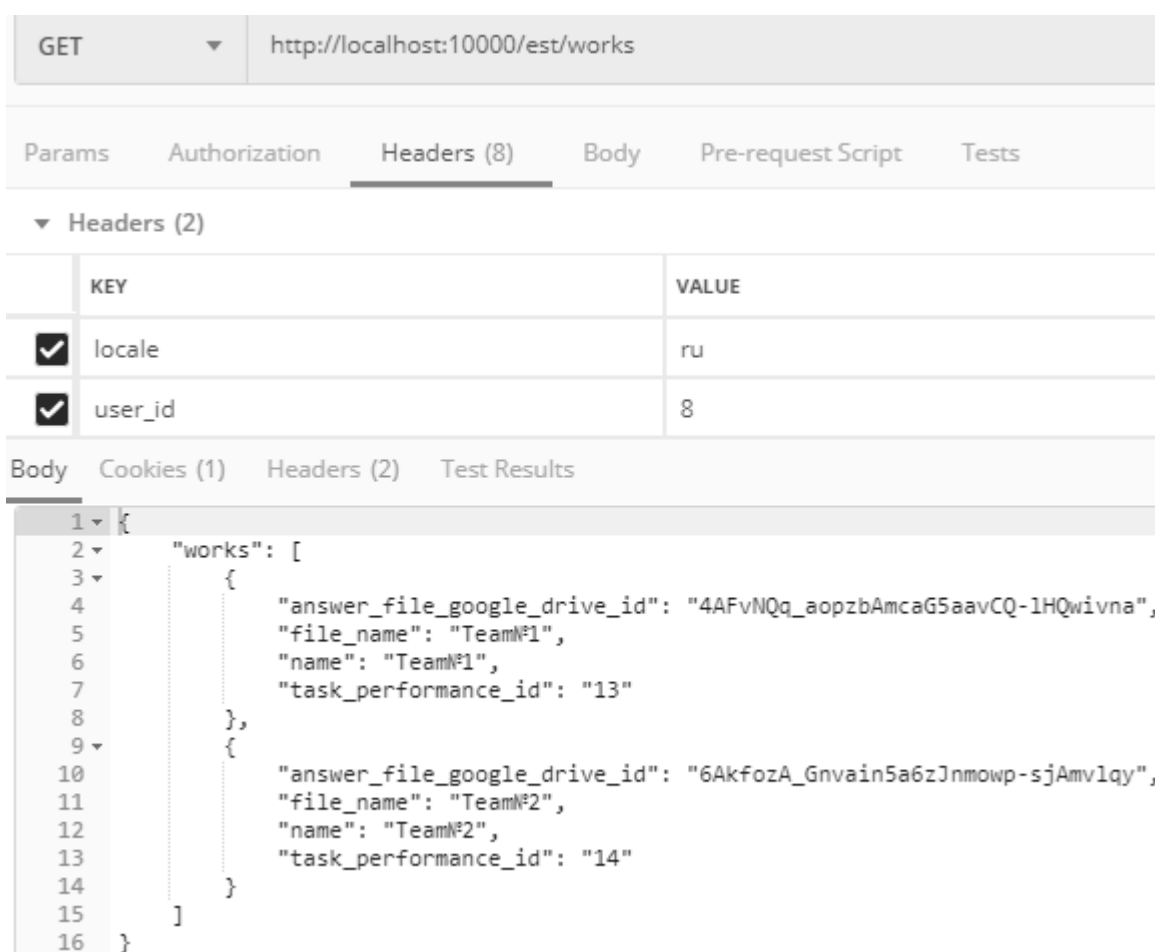 GET http://localhost:10000/est/works
Params Authorization Headers (8) Body Pre-request Script Tests
Headers (2)
KEY VALUE
locale ru
user_id 8
Body Cookies (1) Headers (2) Test Results
1 {
2 "works": [
3 {
4 "answer_file_google_drive_id": "4AFvNQq_aopzbAmcaG5aavCQ-lHQwivna",
5 "file_name": "Team№1",
6 "name": "Team№1",
7 "task_performance_id": "13"
8 },
9 {
10 "answer_file_google_drive_id": "6AkfozA_Gnvain5a6zJnmowp-sjAmvlqy",
11 "file_name": "Team№2",
12 "name": "Team№2",
13 "task_performance_id": "14"
14 }
15 ]
16 }